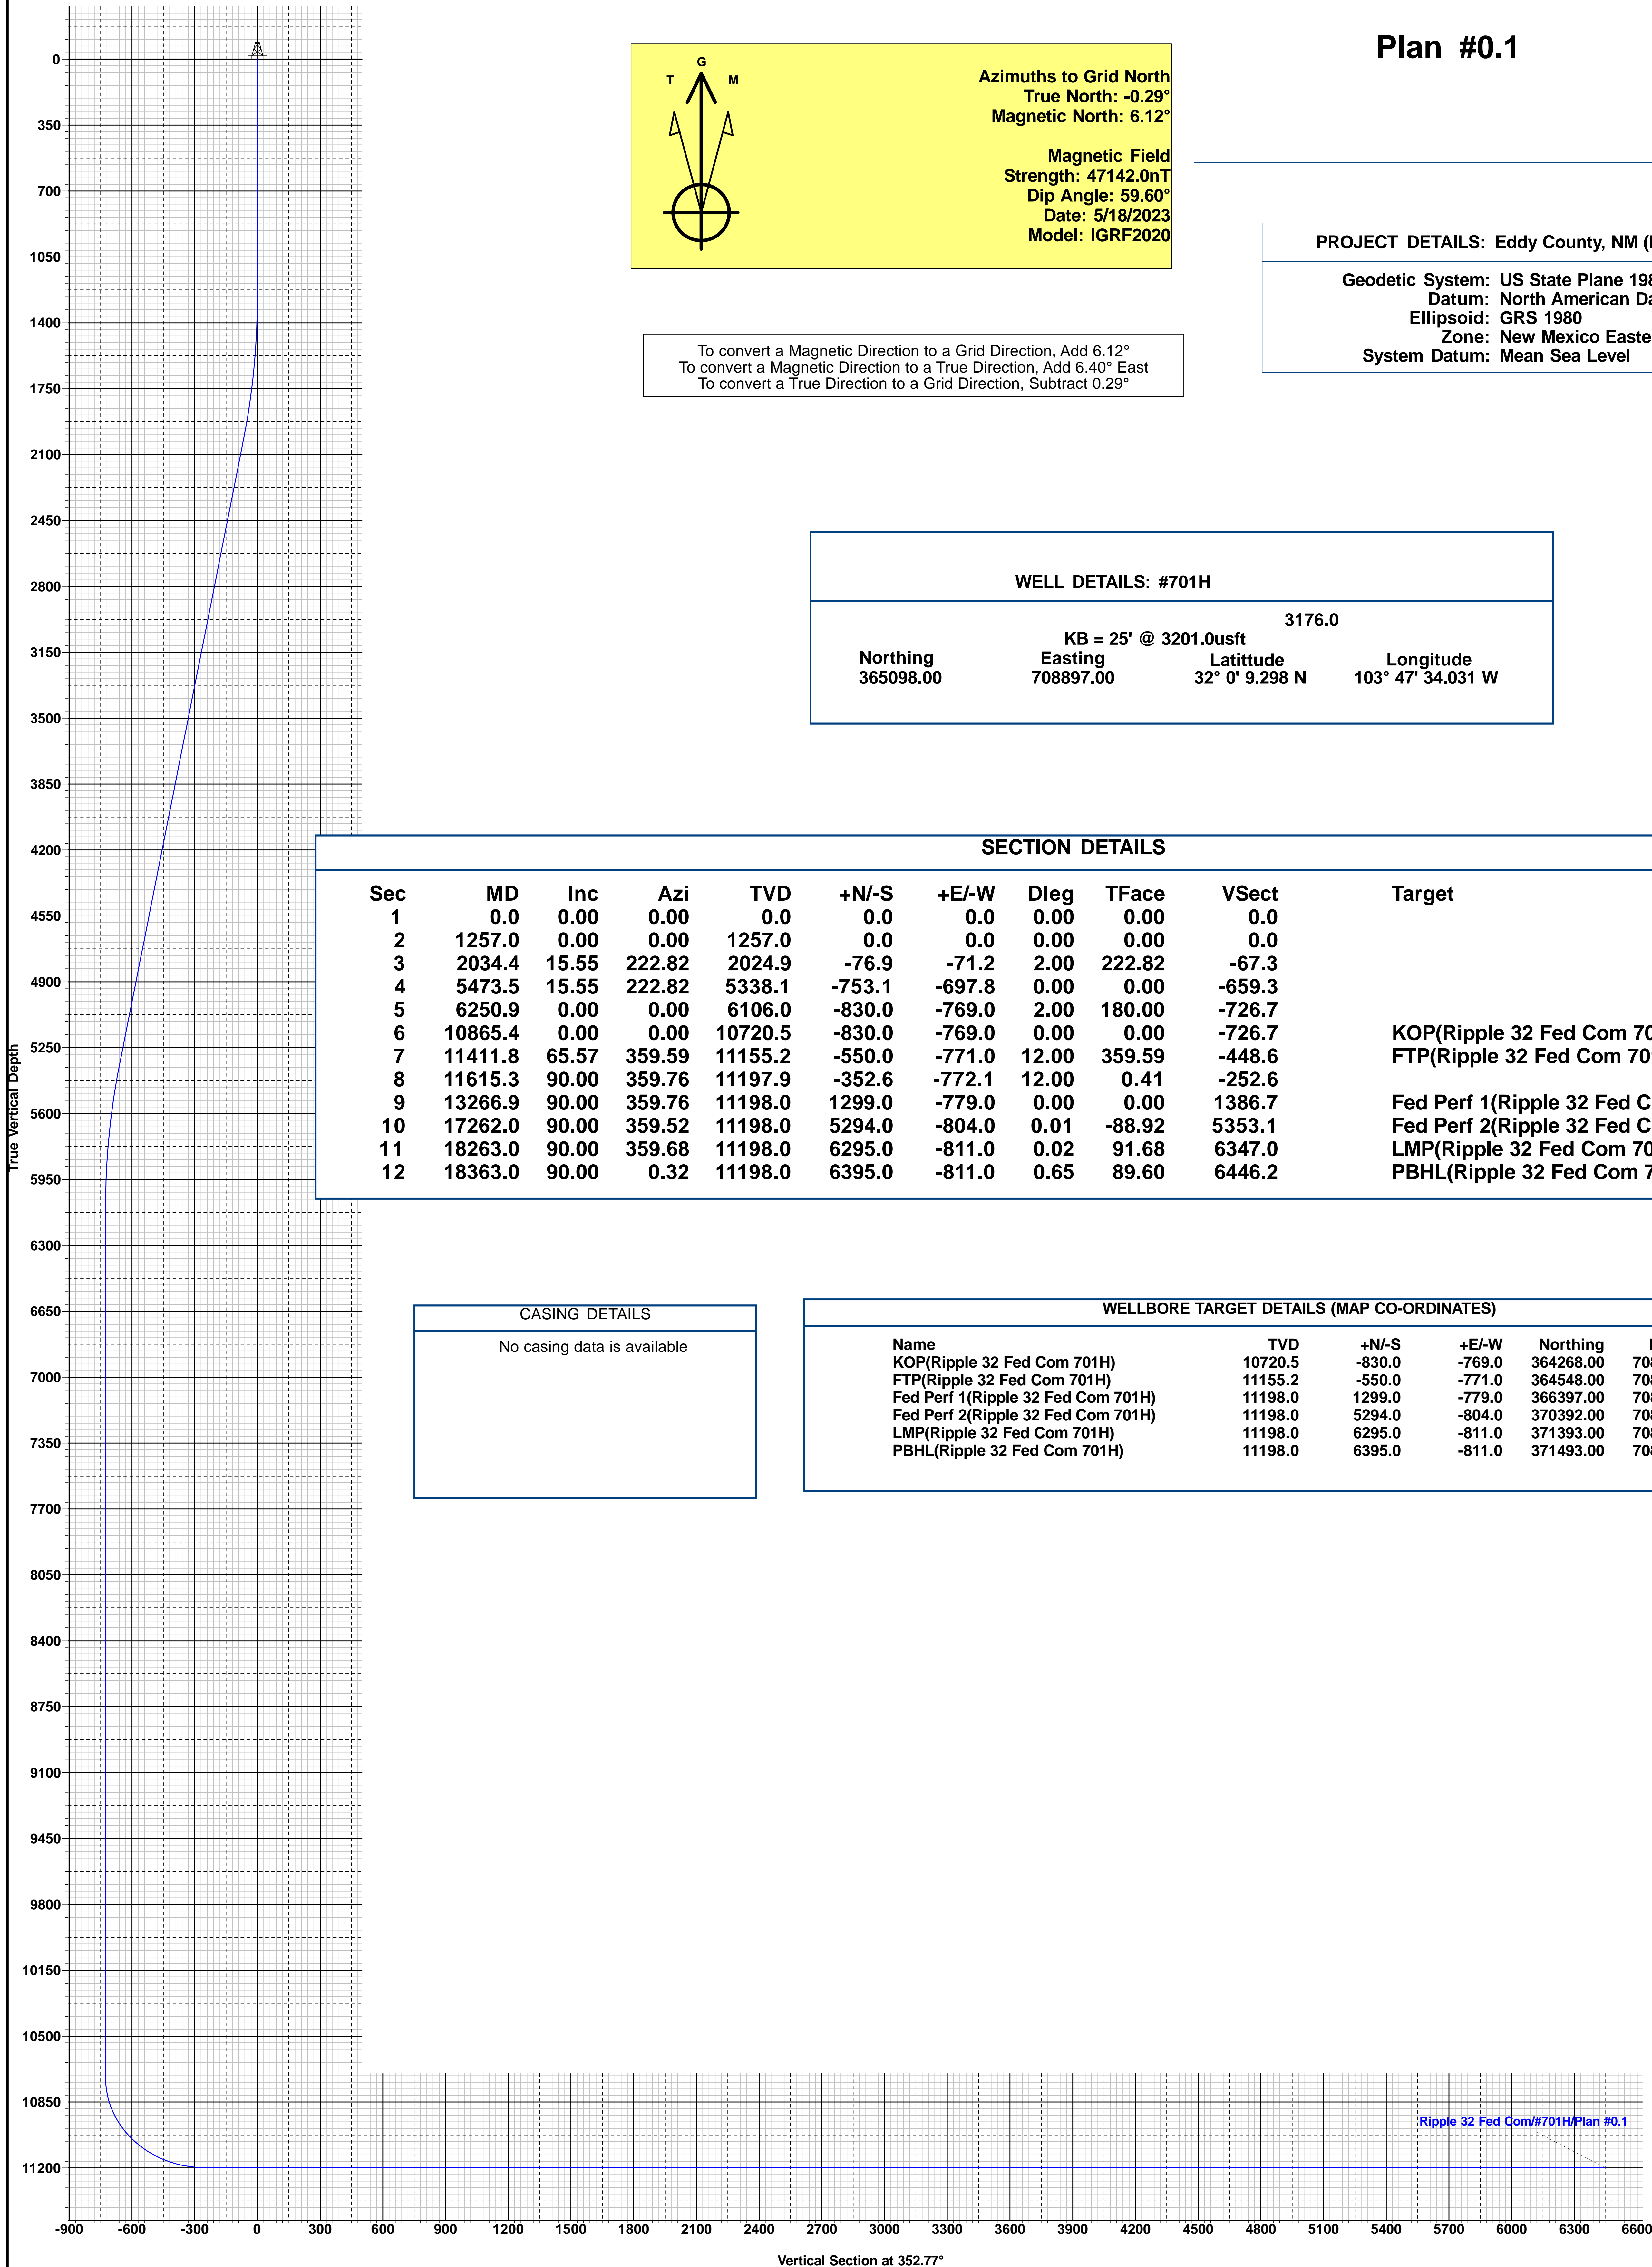 Plan #0.1
T G M
Azimuths to Grid North
True North: -0.29°
Magnetic North: 6.12°
Magnetic Field
Strength: 47142.0nT
Dip Angle: 59.60°
Date: 5/18/2023
Model: IGRF2020
PROJECT DETAILS: Eddy County, NM (
Geodetic System: US State Plane 198
Datum: North American Da
Ellipsoid: GRS 1980
Zone: New Mexico Easte
System Datum: Mean Sea Level
To convert a Magnetic Direction to a Grid Direction, Add 6.12°
To convert a Magnetic Direction to a True Direction, Add 6.40° East
To convert a True Direction to a Grid Direction, Subtract 0.29°
WELL DETAILS: #701H
3176.0
KB = 25' @ 3201.0usft
Northing Easting Latittude Longitude
365098.00 708897.00 32° 0' 9.298 N 103° 47' 34.031 W
SECTION DETAILS
Sec MD Inc Azi TVD +N/-S +E/-W Dleg TFace VSect Target
1 0.0 0.00 0.00 0.0 0.0 0.0 0.00 0.00 0.0
2 1257.0 0.00 0.00 1257.0 0.0 0.0 0.00 0.00 0.0
3 2034.4 15.55 222.82 2024.9 -76.9 -71.2 2.00 222.82 -67.3
4 5473.5 15.55 222.82 5338.1 -753.1 -697.8 0.00 0.00 -659.3
5 6250.9 0.00 0.00 6106.0 -830.0 -769.0 2.00 180.00 -726.7
6 10865.4 0.00 0.00 10720.5 -830.0 -769.0 0.00 0.00 -726.7 KOP(Ripple 32 Fed Com 70
7 11411.8 65.57 359.59 11155.2 -550.0 -771.0 12.00 359.59 -448.6 FTP(Ripple 32 Fed Com 70
8 11615.3 90.00 359.76 11197.9 -352.6 -772.1 12.00 0.41 -252.6
9 13266.9 90.00 359.76 11198.0 1299.0 -779.0 0.00 0.00 1386.7 Fed Perf 1(Ripple 32 Fed C
10 17262.0 90.00 359.52 11198.0 5294.0 -804.0 0.01 -88.92 5353.1 Fed Perf 2(Ripple 32 Fed C
11 18263.0 90.00 359.68 11198.0 6295.0 -811.0 0.02 91.68 6347.0 LMP(Ripple 32 Fed Com 70
12 18363.0 90.00 0.32 11198.0 6395.0 -811.0 0.65 89.60 6446.2 PBHL(Ripple 32 Fed Com 7
CASING DETAILS
No casing data is available
WELLBORE TARGET DETAILS (MAP CO-ORDINATES)
Name TVD +N/-S +E/-W Northing
KOP(Ripple 32 Fed Com 701H) 10720.5 -830.0 -769.0 364268.00 708
FTP(Ripple 32 Fed Com 701H) 11155.2 -550.0 -771.0 364548.00 708
Fed Perf 1(Ripple 32 Fed Com 701H) 11198.0 1299.0 -779.0 366397.00 708
Fed Perf 2(Ripple 32 Fed Com 701H) 11198.0 5294.0 -804.0 370392.00 708
LMP(Ripple 32 Fed Com 701H) 11198.0 6295.0 -811.0 371393.00 708
PBHL(Ripple 32 Fed Com 701H) 11198.0 6395.0 -811.0 371493.00 708
True Vertical Depth
0
350
700
1050
1400
1750
2100
2450
2800
3150
3500
3850
4200
4550
4900
5250
5600
5950
6300
6650
7000
7350
7700
8050
8400
8750
9100
9450
9800
10150
10500
10850
11200
Ripple 32 Fed Com/#701H/Plan #0.1
-900 -600 -300 0 300 600 900 1200 1500 1800 2100 2400 2700 3000 3300 3600 3900 4200 4500 4800 5100 5400 5700 6000 6300 6600
Vertical Section at 352.77°